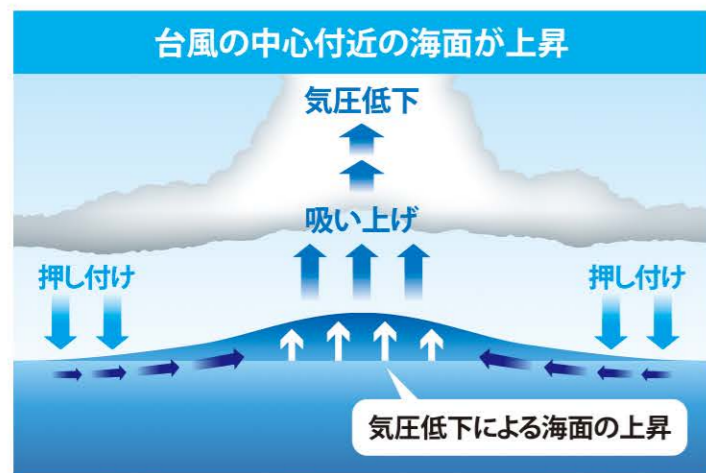 台風の中心付近の海面が上昇
気圧低下
吸い上げ
押し付け
押し付け
気圧低下による海面の上昇